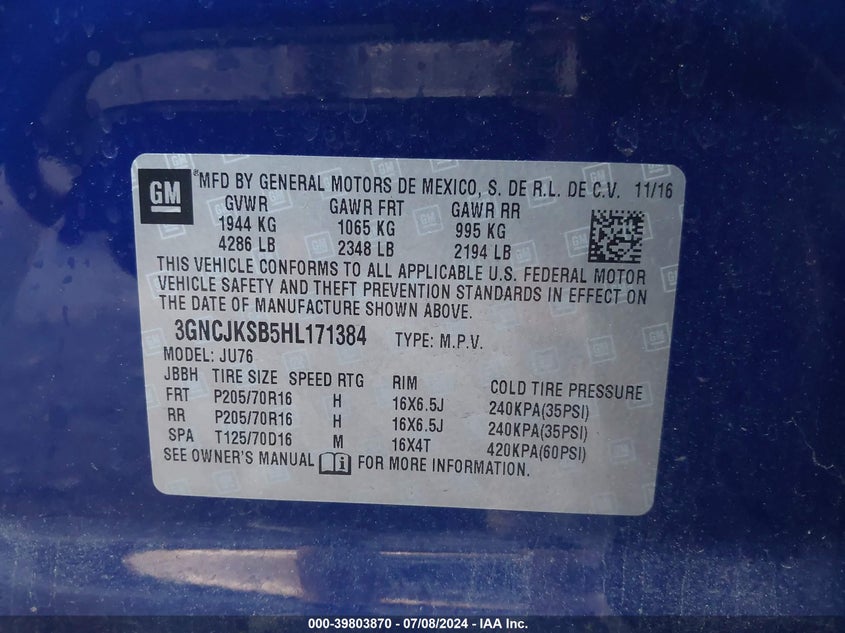 GM
*MFD BY GENERAL MOTORS DE MEXICO, S. DE R.L. DE C.V. 11/16
GVWR GAWR FRT GAWR RR
1944 KG 1065 KG 995 KG
4286 LB 2348 LB 2194 LB
THIS VEHICLE CONFORMS TO ALL APPLICABLE U.S. FEDERAL MOTOR
VEHICLE SAFETY AND THEFT PREVENTION STANDARDS IN EFFECT ON
THE DATE OF MANUFACTURE SHOWN ABOVE.
3GNCJKSB5HL171384 TYPE: M.P.V.
MODEL: JU76
JBBH TIRE SIZE SPEED RTG RIM COLD TIRE PRESSURE
FRT P205/70R16 H 16X6.5J 240KPA(35PSI)
RR P205/70R16 H 16X6.5J 240KPA(35PSI)
SPA T125/70D16 M 16X4T 420KPA(60PSI)
SEE OWNER'S MANUAL FOR MORE INFORMATION.
000-39803870 - 07/08/2024 - IAA Inc.